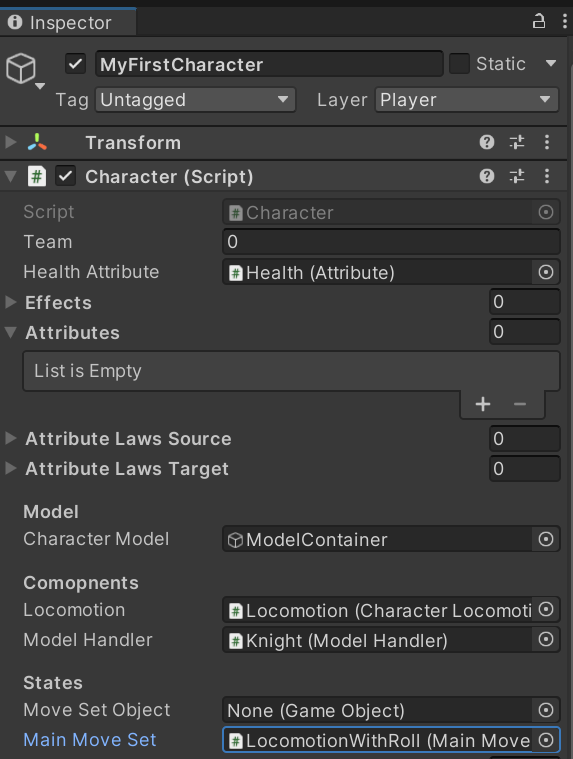 Inspector
MyFirstCharacter Static
Tag Untagged Layer Player
Transform
# Character (Script)
Script # Character
Team 0
Health Attribute # Health (Attribute)
Effects 0
Attributes 0
List is Empty
+ −
Attribute Laws Source 0
Attribute Laws Target 0
Model
Character Model ModelContainer
Comopnents
Locomotion # Locomotion (Character Locomoti
Model Handler # Knight (Model Handler)
States
Move Set Object None (Game Object)
Main Move Set # LocomotionWithRoll (Main Move